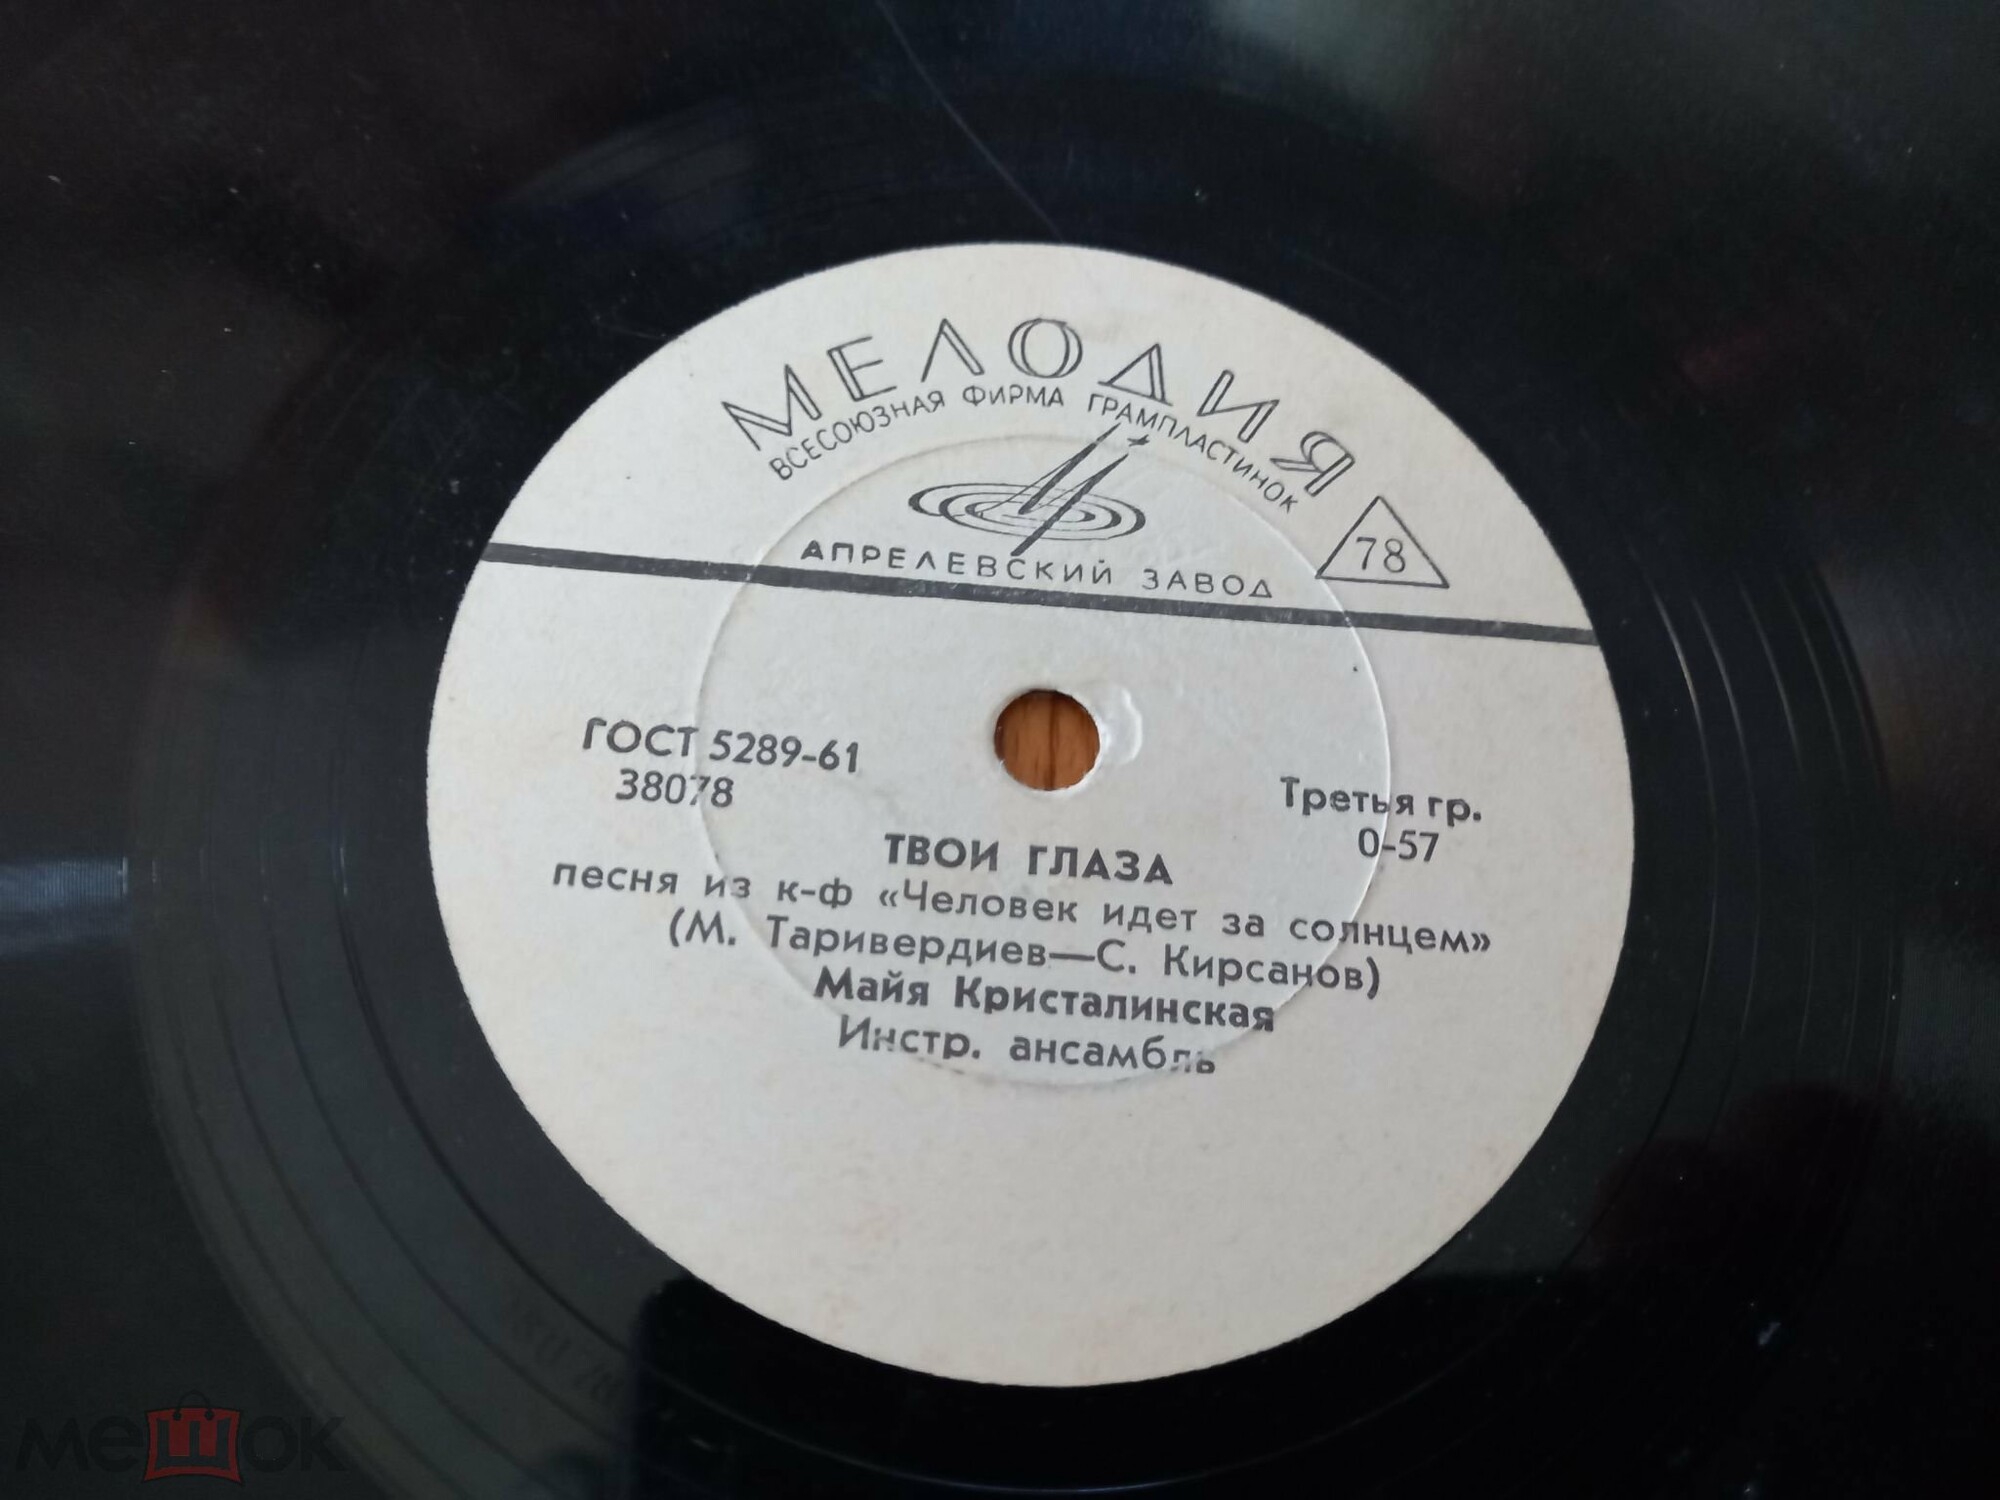 МЕЛОДИЯ
ВСЕСОЮЗНАЯ ФИРМА ГРАМПЛАСТИНОК
АПРЕЛЕВСКИЙ ЗАВОД
78
ГОСТ 5289-61
38078
Третья гр.
0-57
ТВОИ ГЛАЗА
песня из к-ф «Человек идет за солнцем»
(М. Таривердиев—С. Кирсанов)
Майя Кристалинская
Инстр. ансамбль
мешок